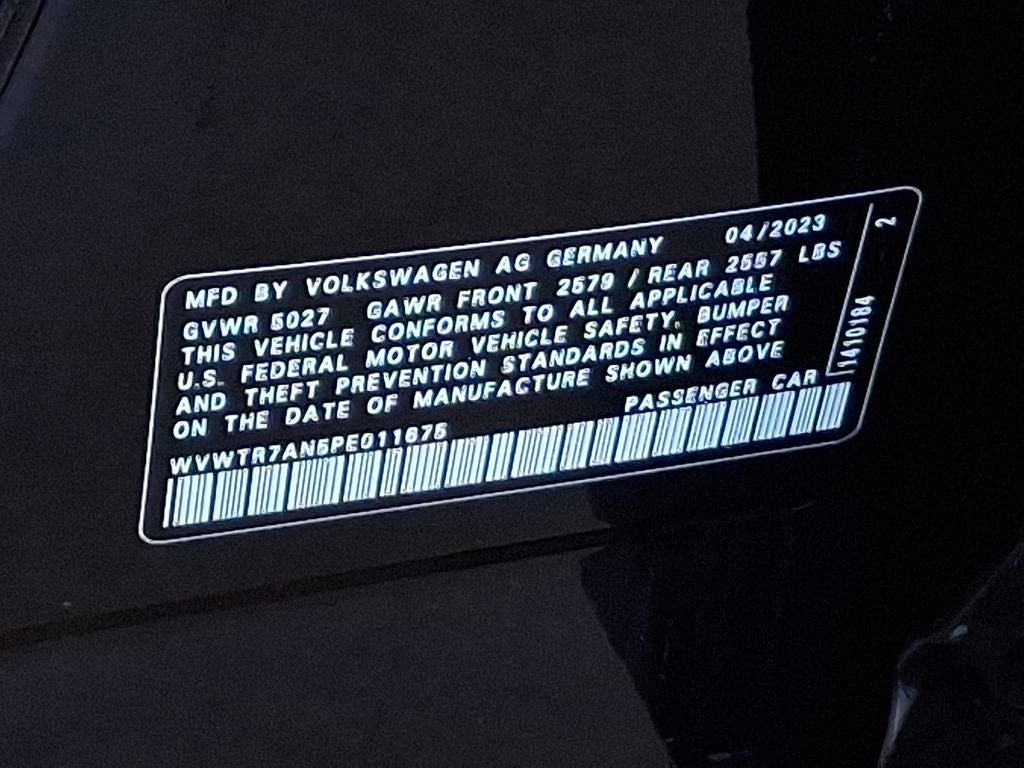 MFD BY VOLKSWAGEN AG GERMANY 04/2023
GVWR 5027 GAWR FRONT 2579 / REAR 2557 LBS
THIS VEHICLE CONFORMS TO ALL APPLICABLE
U.S. FEDERAL MOTOR VEHICLE SAFETY, BUMPER
AND THEFT PREVENTION STANDARDS IN EFFECT
ON THE DATE OF MANUFACTURE SHOWN ABOVE
WVWTR7AN5PE011675 PASSENGER CAR
1410184 2